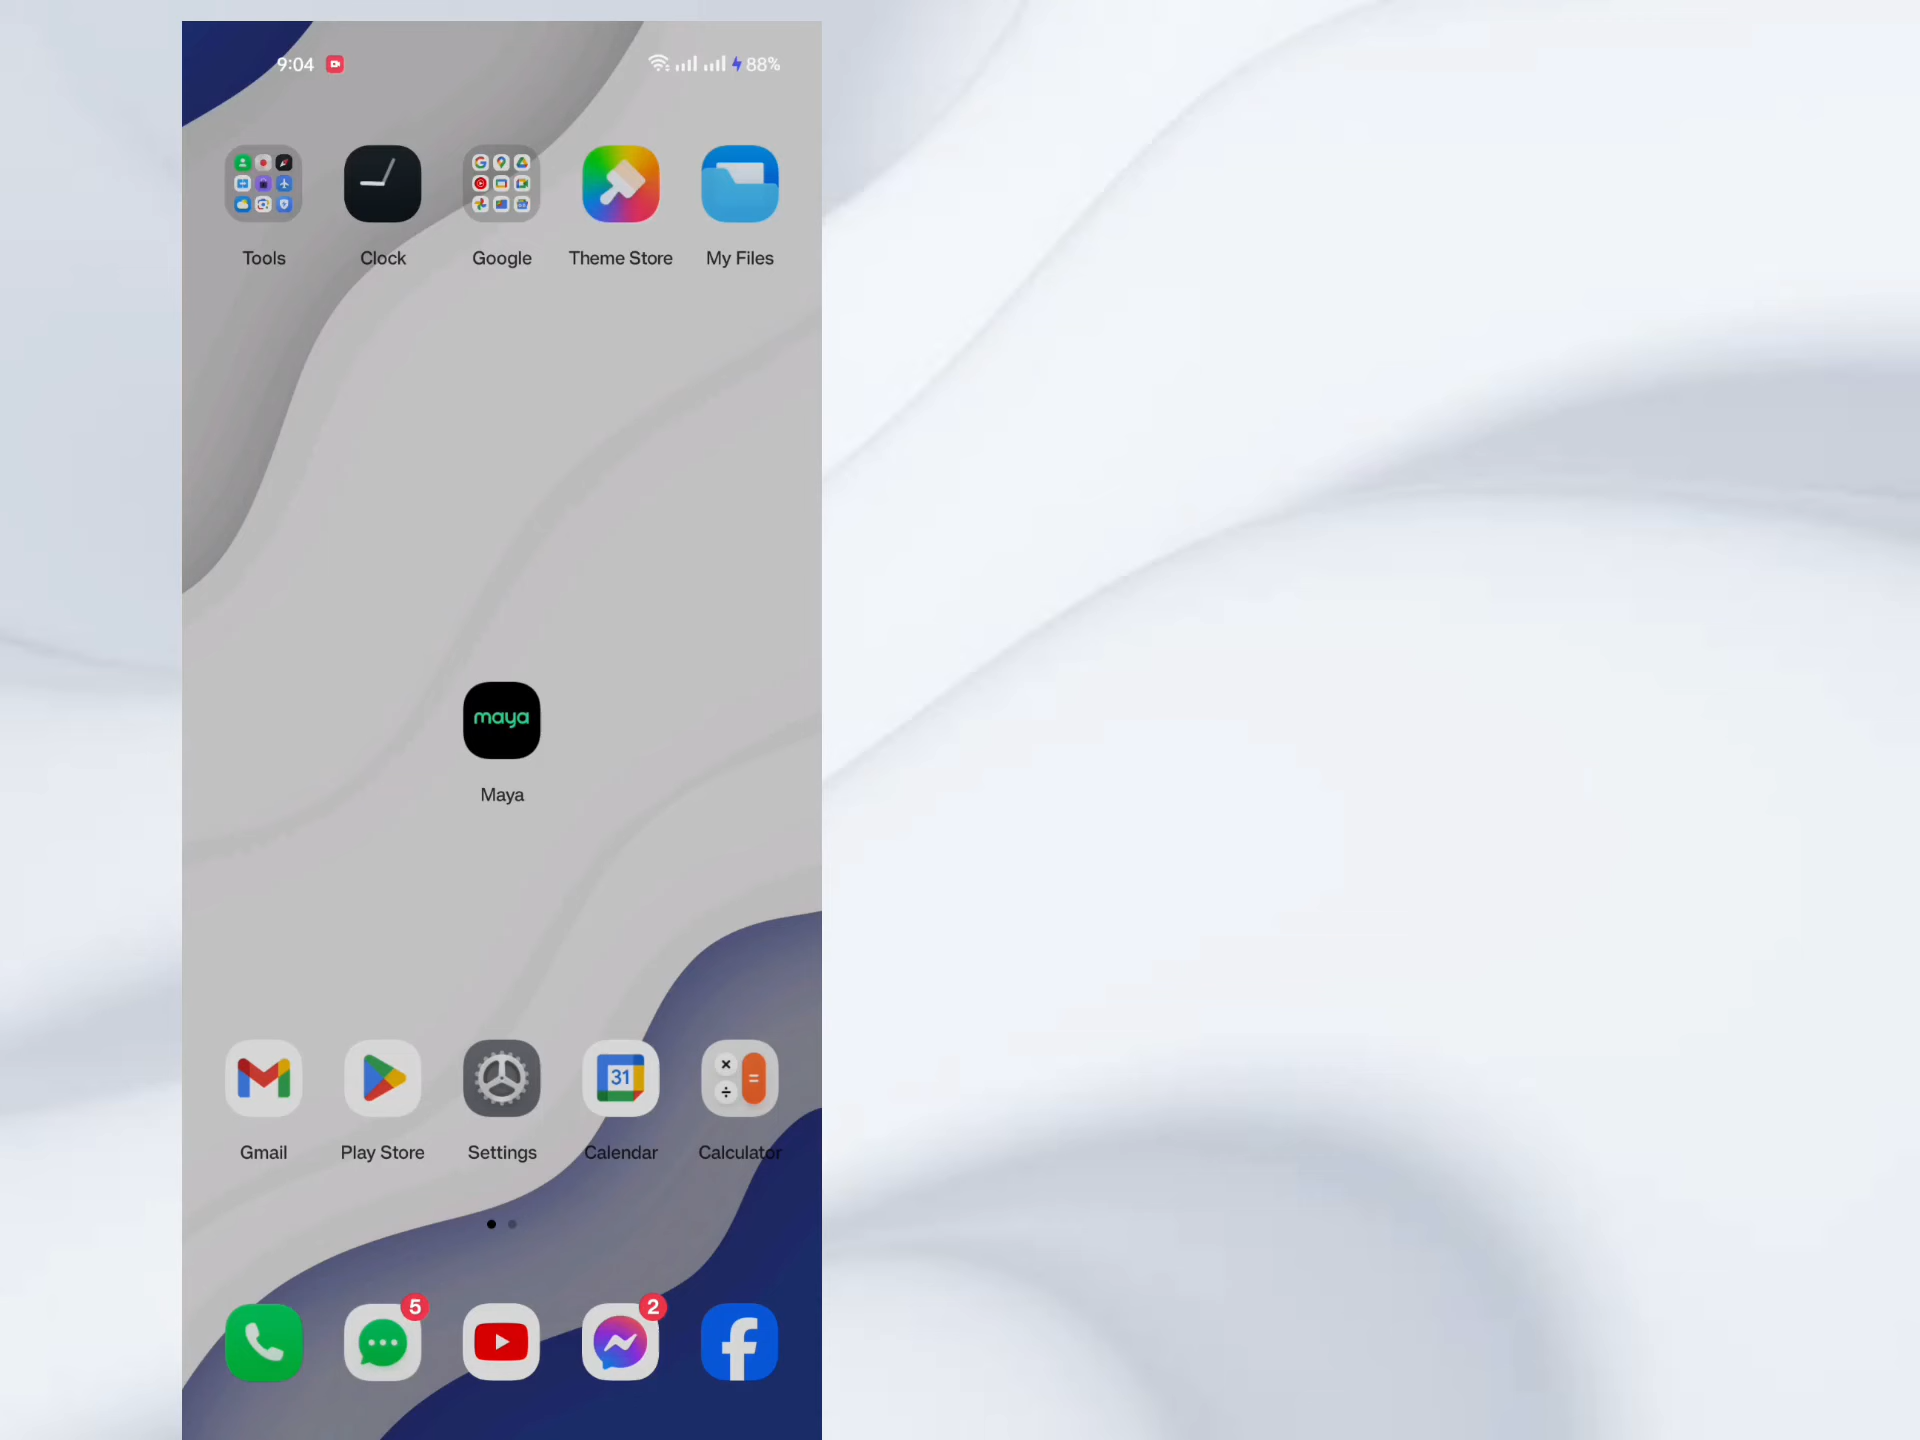 9:04 88%
Tools Clock Google Theme Store My Files
maya
Maya
31
Gmail Play Store Settings Calendar Calculator
5 2